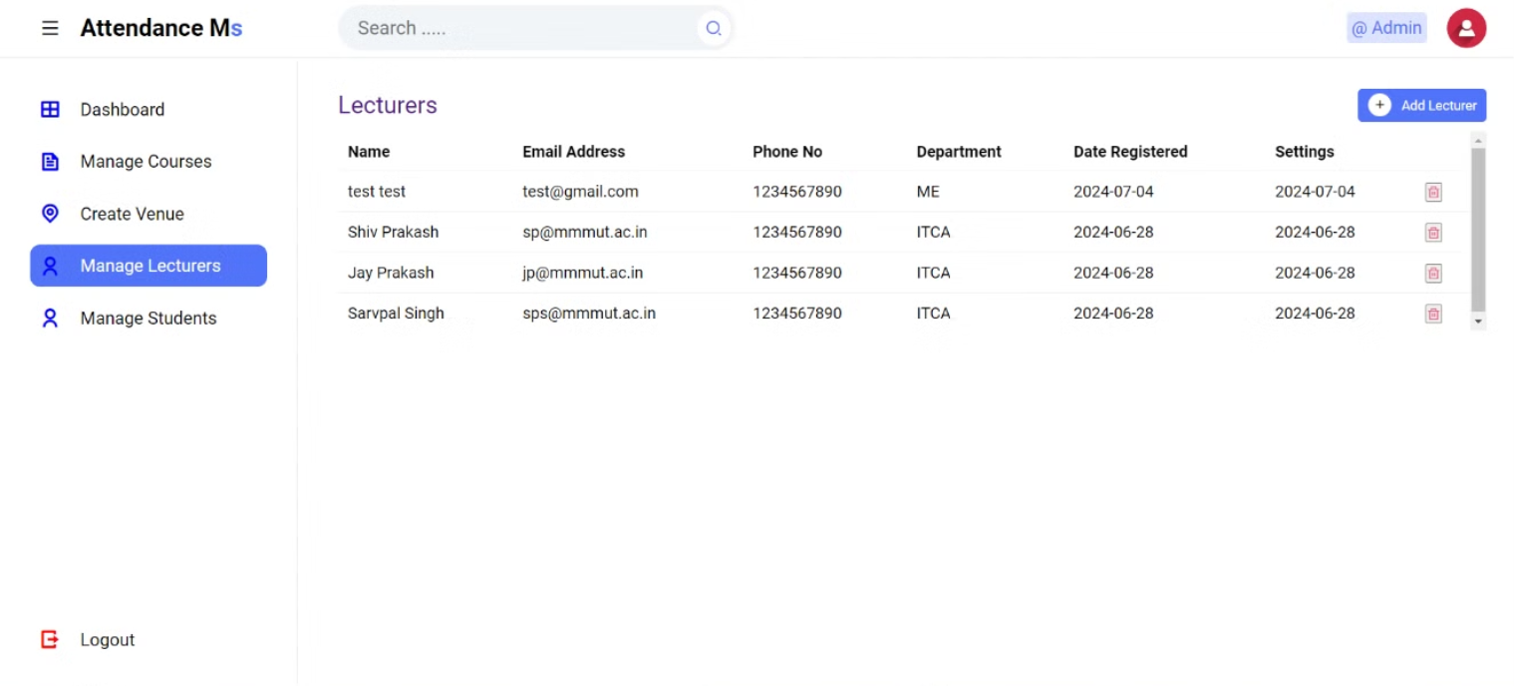 Attendance Ms
Search .....
@ Admin
Dashboard
Manage Courses
Create Venue
Manage Lecturers
Manage Students
Logout
Lecturers
+ Add Lecturer
Name Email Address Phone No Department Date Registered Settings
test test test@gmail.com 1234567890 ME 2024-07-04 2024-07-04
Shiv Prakash sp@mmmut.ac.in 1234567890 ITCA 2024-06-28 2024-06-28
Jay Prakash jp@mmmut.ac.in 1234567890 ITCA 2024-06-28 2024-06-28
Sarvpal Singh sps@mmmut.ac.in 1234567890 ITCA 2024-06-28 2024-06-28